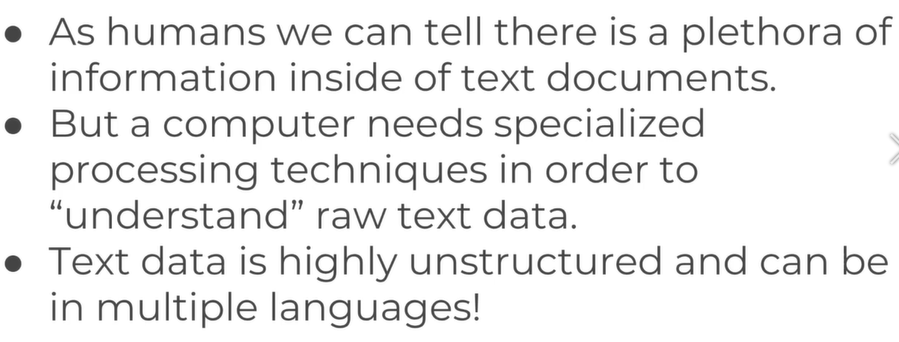 ● As humans we can tell there is a plethora of
information inside of text documents.
● But a computer needs specialized
processing techniques in order to
“understand” raw text data.
● Text data is highly unstructured and can be
in multiple languages!